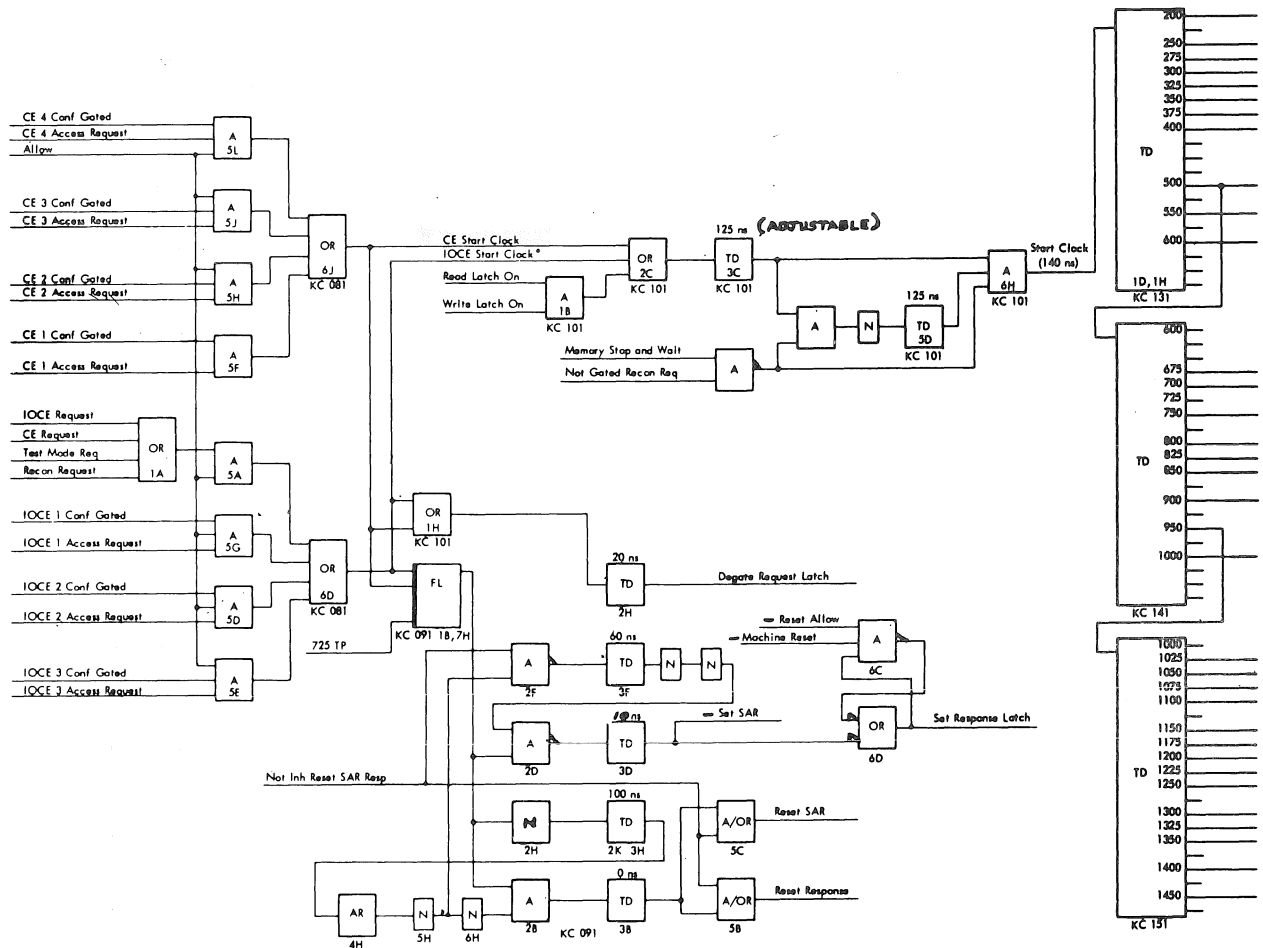 CE 4 Conf Gated
CE 4 Access Request
Allow
A
5L
CE 3 Conf Gated
CE 3 Access Request
A
5J
CE 2 Conf Gated
CE 2 Access Request
A
5H
CE 1 Conf Gated
CE 1 Access Request
A
5F
OR
6J
KC 081
IOCE Request
CE Request
Test Mode Req
Recon Request
OR
1A
A
5A
IOCE 1 Conf Gated
IOCE 1 Access Request
A
5G
IOCE 2 Conf Gated
IOCE 2 Access Request
A
5D
IOCE 3 Conf Gated
IOCE 3 Access Request
A
5E
OR
6D
KC 081
725 TP
CE Start Clock
IOCE Start Clock*
Read Latch On
Write Latch On
A
1B
KC 101
OR
2C
KC 101
125 ns (ADJUSTABLE)
TD
3C
KC 101
Memory Stop and Wait
Not Gated Recon Req
A
A
N
125 ns
TD
5D
KC 101
A
6H
KC 101
Start Clock
(140 ns)
OR
1H
KC 101
FL
KC 091 1B, 7H
20 ns
TD
2H
Degate Request Latch
A
2F
60 ns
TD
3F
N
N
A
2D
10 ns
TD
3D
Set SAR
Reset Allow
Machine Reset
A
6C
OR
6D
Set Response Latch
Not Inh Reset SAR Resp
N
2H
100 ns
TD
2K 3H
A/OR
5C
Reset SAR
AR
4H
N
5H
N
6H
A
2B
KC 091
0 ns
TD
3B
A/OR
5B
Reset Response
200
250
275
300
325
350
375
400
TD
500
550
600
1D, 1H
KC 131
600
675
700
725
750
800
TD
825
850
900
950
1000
KC 141
1000
1025
1050
1075
1100
1150
1175
1200
TD
1225
1250
1300
1325
1350
1400
1450
KC 151